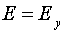 E = E_y